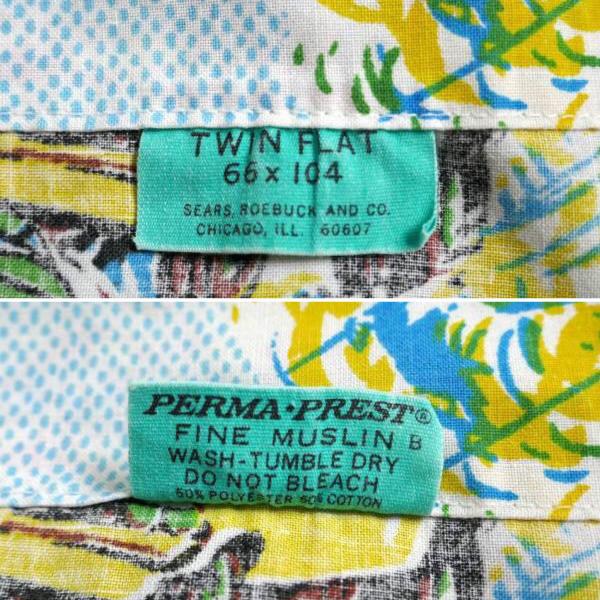 TWIN FLAT
66 x 104
SEARS, ROEBUCK AND CO.
CHICAGO, ILL. 60607
PERMA·PREST®
FINE MUSLIN B
WASH-TUMBLE DRY
DO NOT BLEACH
50% POLYESTER 50% COTTON